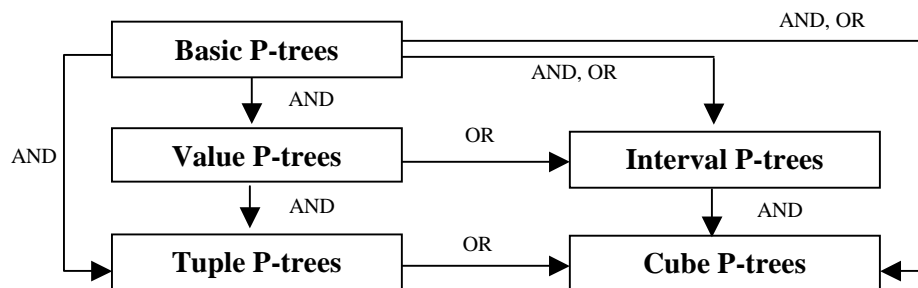 AND, OR
Basic P-trees
AND, OR
AND
OR
AND
Value P-trees
Interval P-trees
AND
AND
OR
Tuple P-trees
Cube P-trees